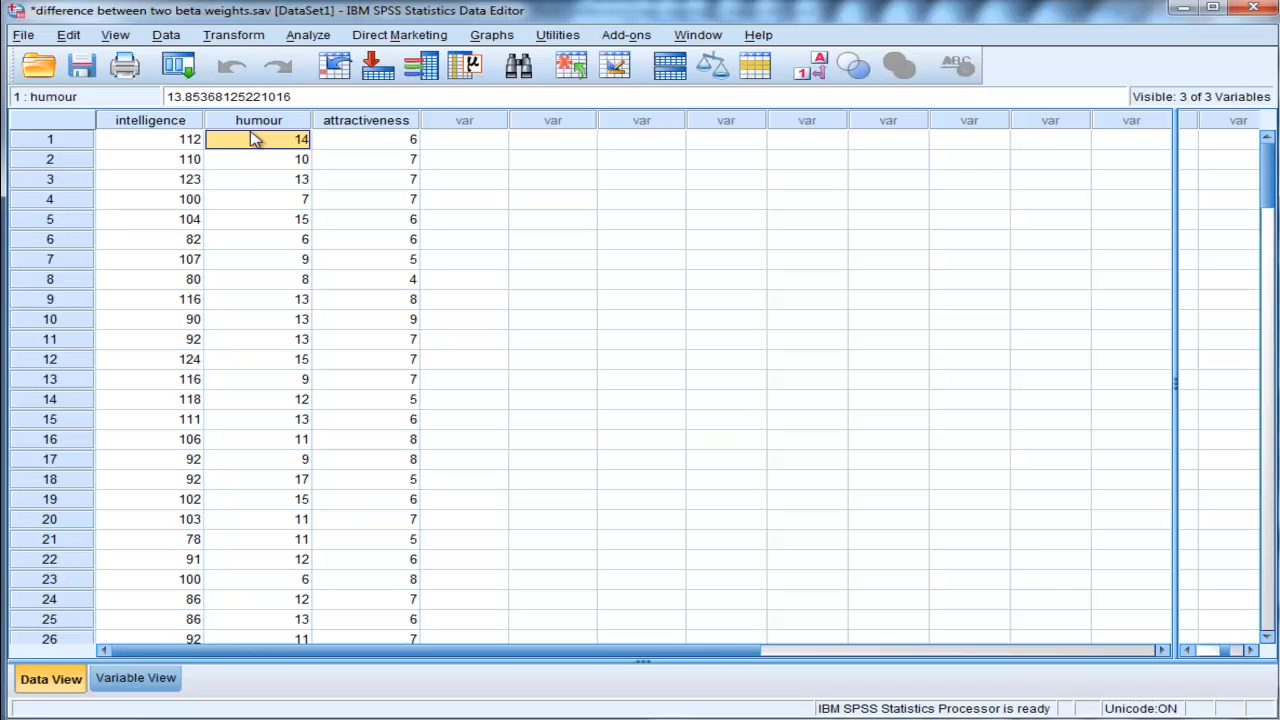 *difference between two beta weights.sav [DataSet1] - IBM SPSS Statistics Data Editor
File Edit View Data Transform Analyze Direct Marketing Graphs Utilities Add-ons Window Help
1 : humour 13.85368125221016 Visible: 3 of 3 Variables
intelligence humour attractiveness var var var var var var var var var var
1 112 14 6
2 110 10 7
3 123 13 7
4 100 7 7
5 104 15 6
6 82 6 6
7 107 9 5
8 80 8 4
9 116 13 8
10 90 13 9
11 92 13 7
12 124 15 7
13 116 9 7
14 118 12 5
15 111 13 6
16 106 11 8
17 92 9 8
18 92 17 5
19 102 15 6
20 103 11 7
21 78 11 5
22 91 12 6
23 100 6 8
24 86 12 7
25 86 13 6
26 92 11 7
Data View Variable View
IBM SPSS Statistics Processor is ready Unicode:ON